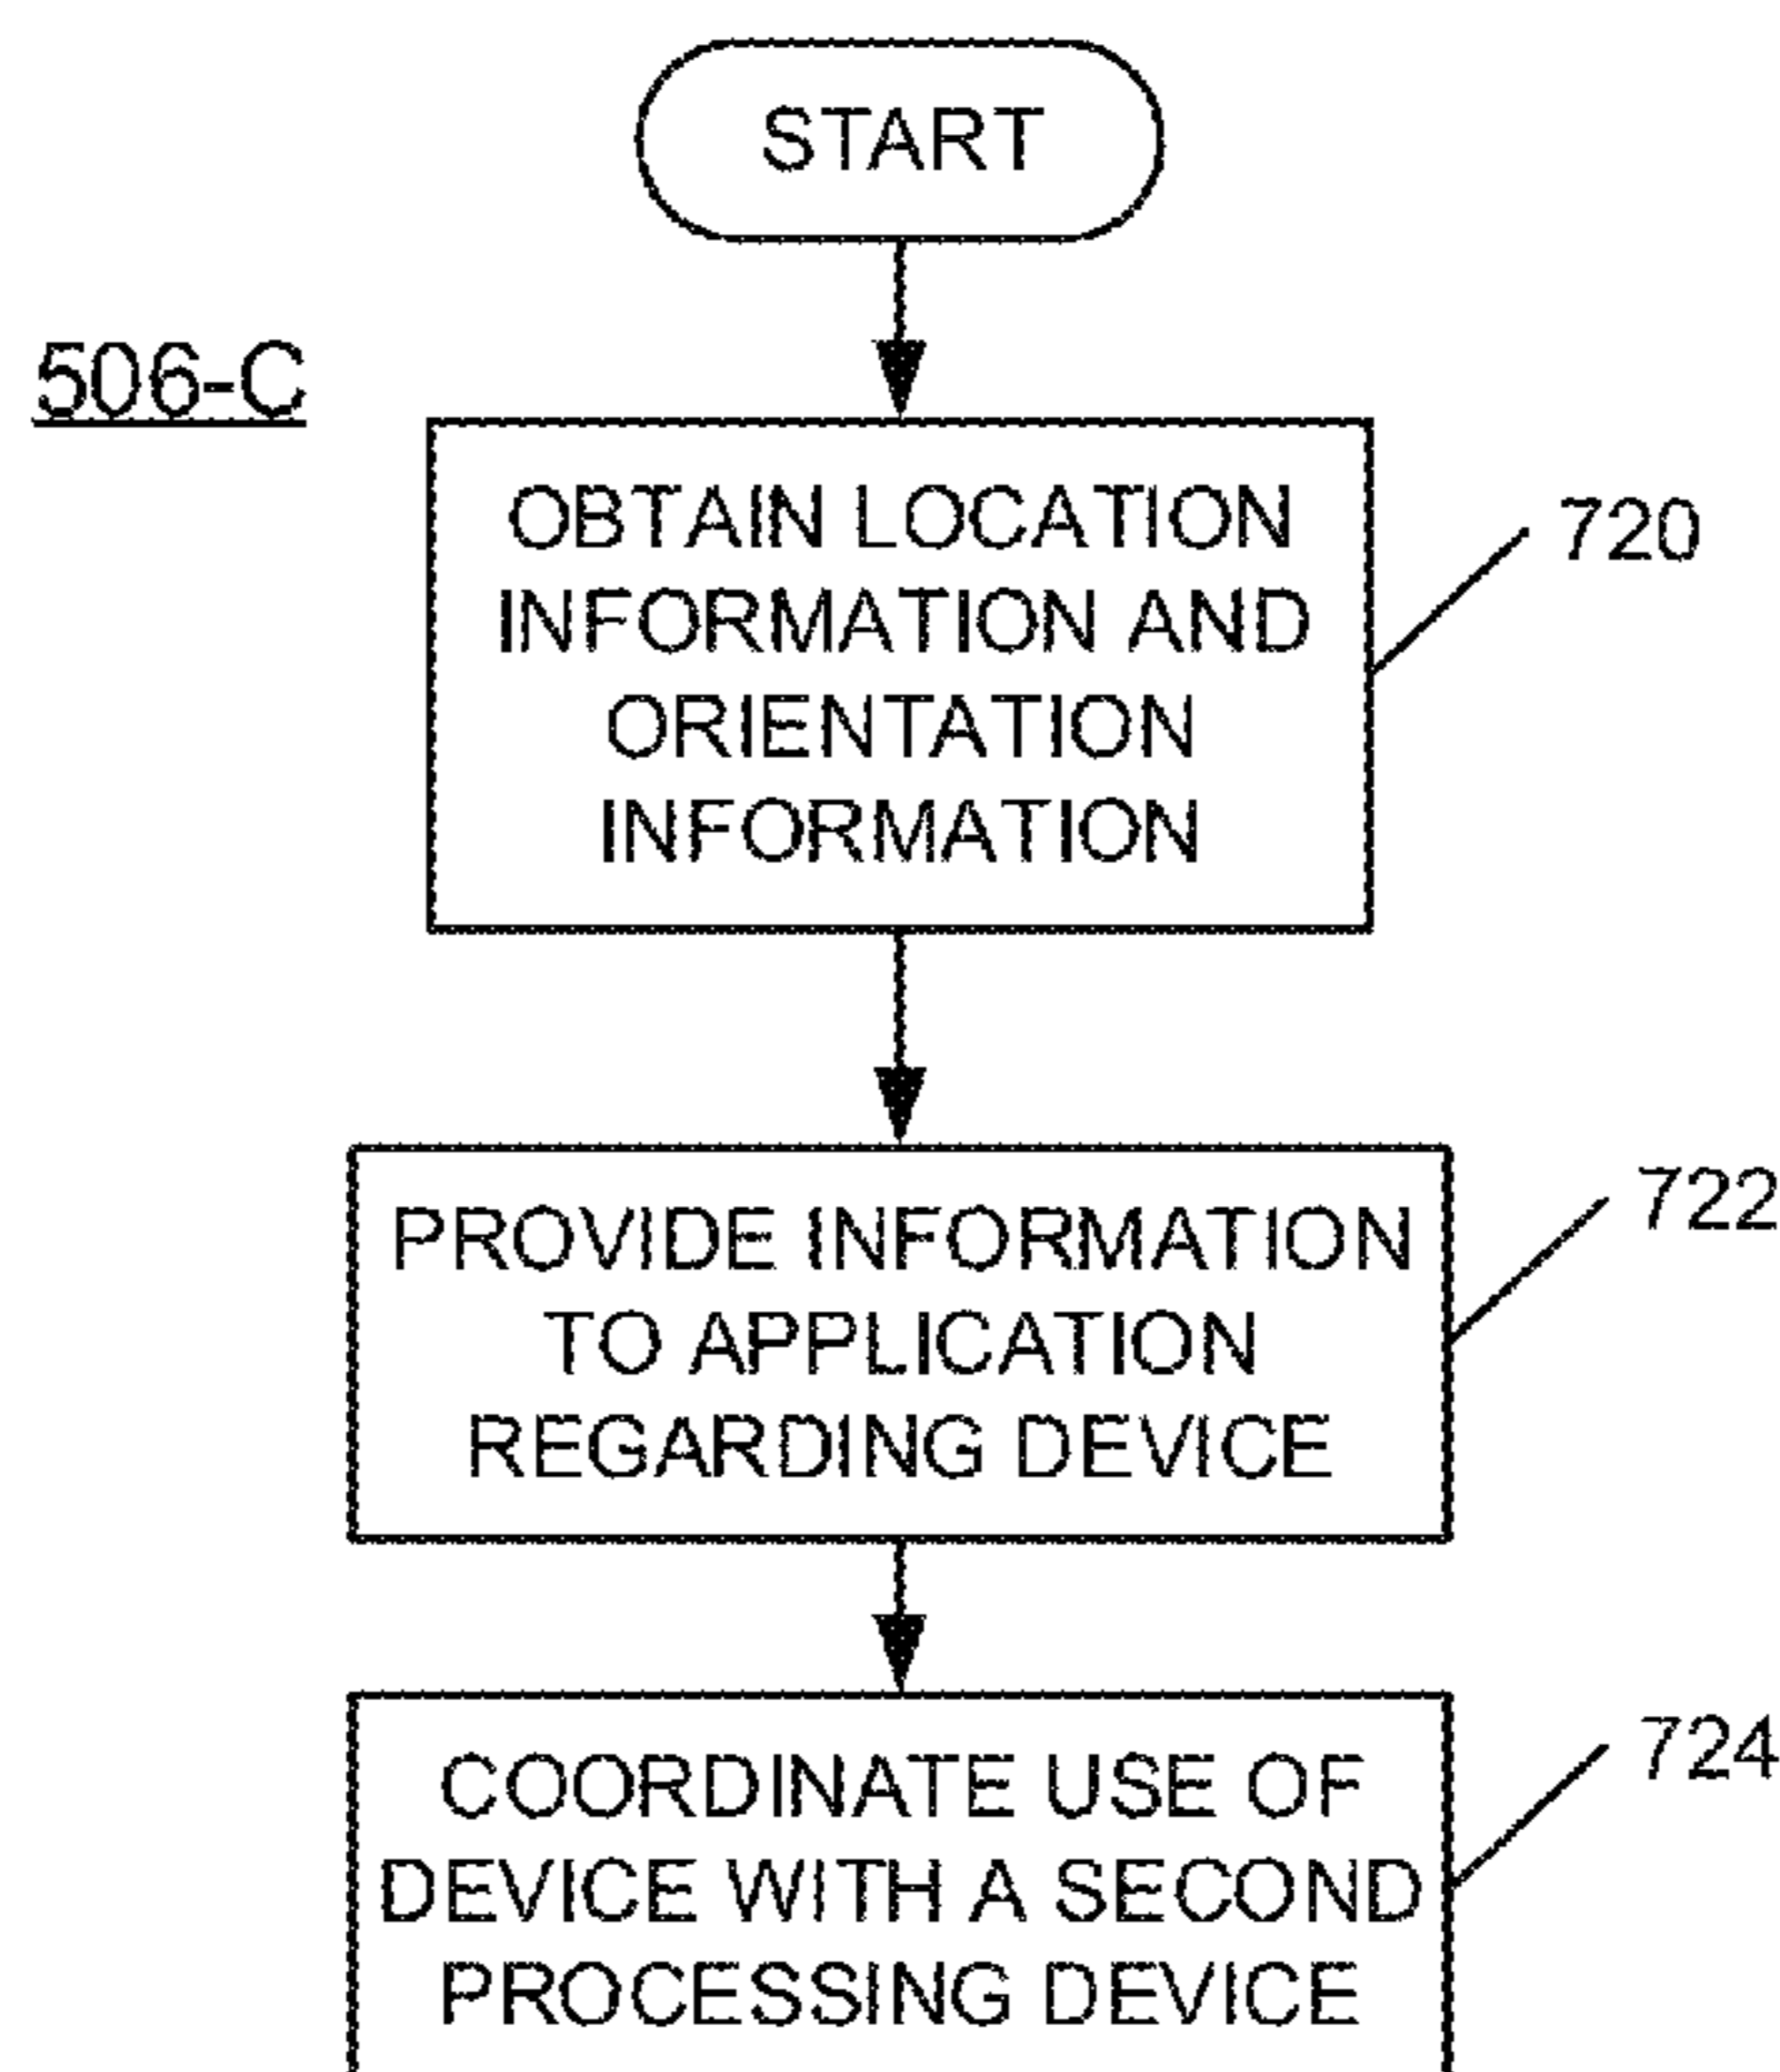 START
506-C
OBTAIN LOCATION
INFORMATION AND
ORIENTATION
INFORMATION
720
PROVIDE INFORMATION
TO APPLICATION
REGARDING DEVICE
722
COORDINATE USE OF
DEVICE WITH A SECOND
PROCESSING DEVICE
724